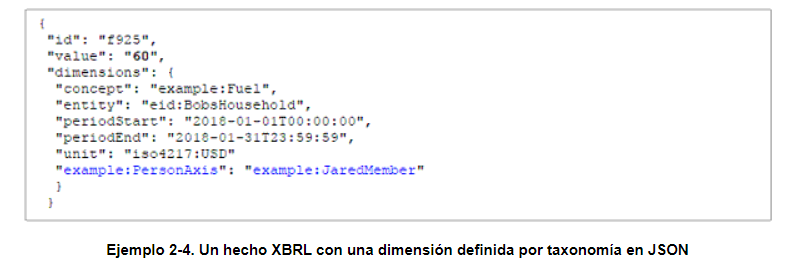 {
"id": "f925",
"value": "60",
"dimensions": {
"concept": "example:Fuel",
"entity": "eid:BobsHousehold",
"periodStart": "2018-01-01T00:00:00",
"periodEnd": "2018-01-31T23:59:59",
"unit": "iso4217:USD"
"example:PersonAxis": "example:JaredMember"
}
}
Ejemplo 2-4. Un hecho XBRL con una dimensión definida por taxonomía en JSON